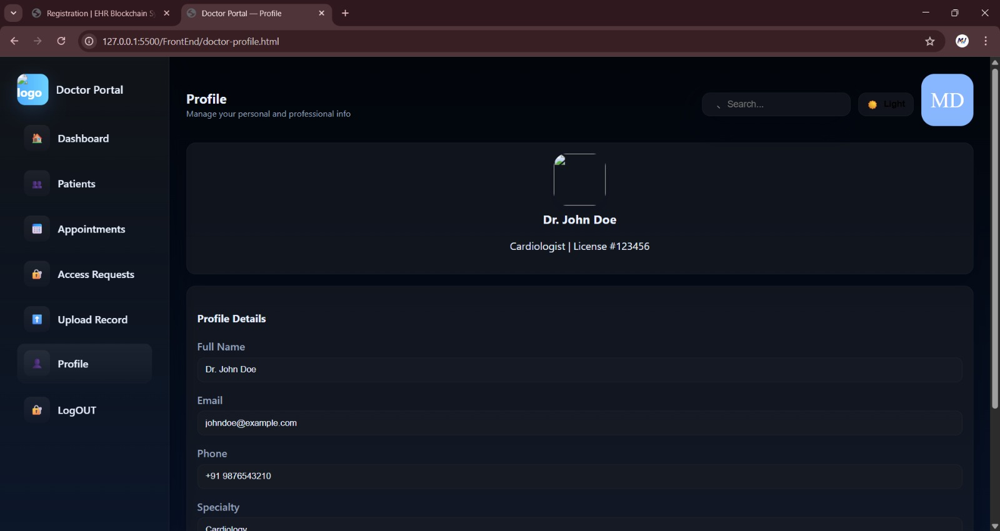 Registration | EHR Blockchain Sy
Doctor Portal — Profile
127.0.0.1:5500/FrontEnd/doctor-profile.html
logo
Doctor Portal
Dashboard
Patients
Appointments
Access Requests
Upload Record
Profile
LogOUT
Profile
Manage your personal and professional info
Search...
Light
MD
Dr. John Doe
Cardiologist | License #123456
Profile Details
Full Name
Dr. John Doe
Email
johndoe@example.com
Phone
+91 9876543210
Specialty
Cardiology